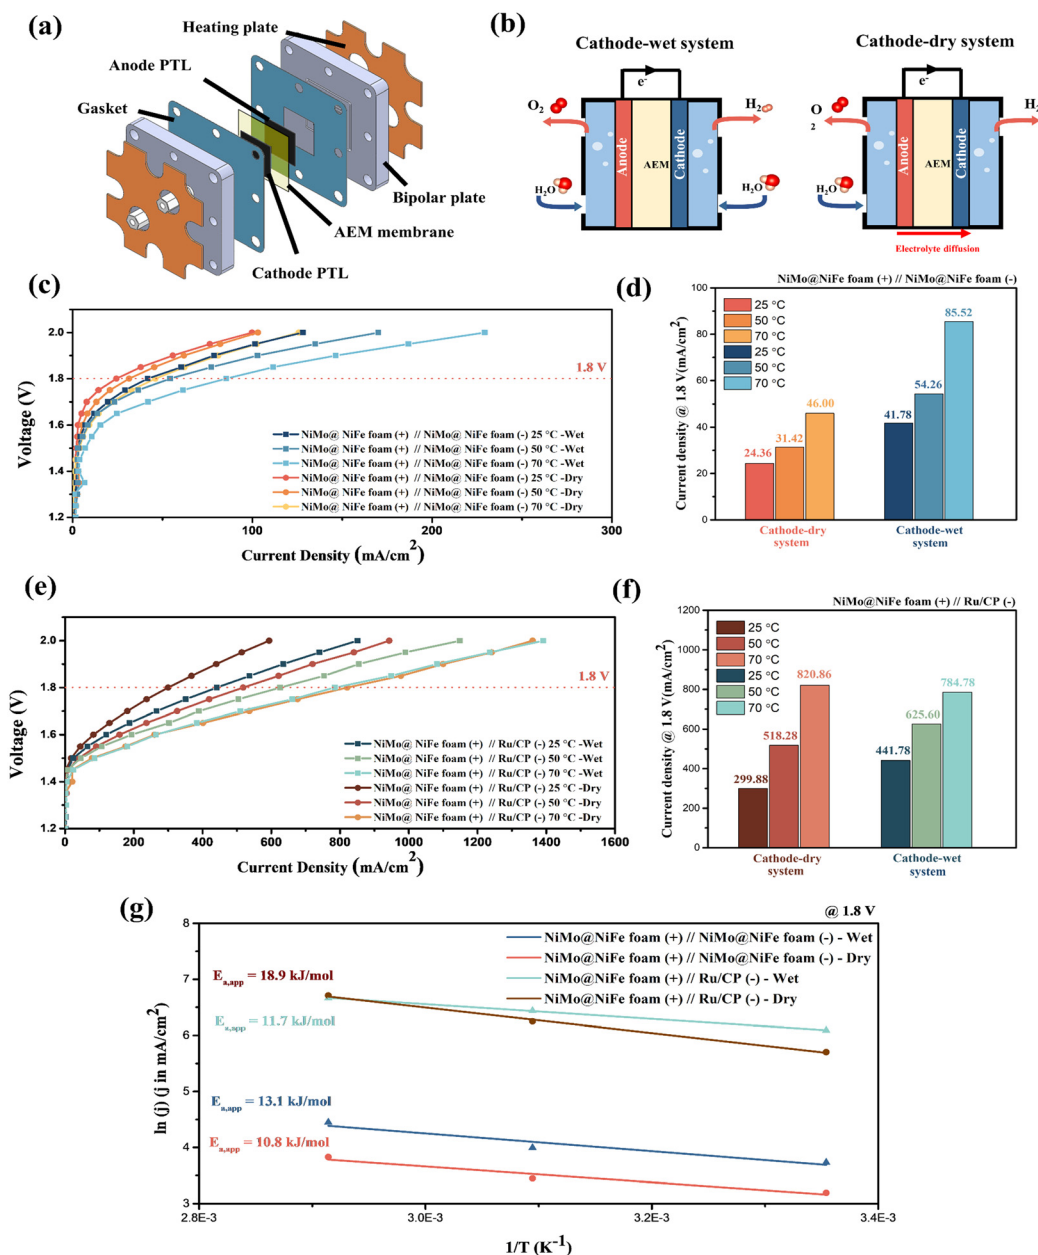 (a)
Heating plate
Anode PTL
Gasket
Bipolar plate
AEM membrane
Cathode PTL
(b)
Cathode-wet system
e-
O2
H2
Anode
AEM
Cathode
H2O
H2O
Cathode-dry system
e-
O
2
H
Anode
AEM
Cathode
H2O
Electrolyte diffusion
(c)
Voltage (V)
2.0
1.8
1.6
1.4
1.2
1.8 V
NiMo@ NiFe foam (+) // NiMo@ NiFe foam (-) 25 °C -Wet
NiMo@ NiFe foam (+) // NiMo@ NiFe foam (-) 50 °C -Wet
NiMo@ NiFe foam (+) // NiMo@ NiFe foam (-) 70 °C -Wet
NiMo@ NiFe foam (+) // NiMo@ NiFe foam (-) 25 °C -Dry
NiMo@ NiFe foam (+) // NiMo@ NiFe foam (-) 50 °C -Dry
NiMo@ NiFe foam (+) // NiMo@ NiFe foam (-) 70 °C -Dry
0 100 200 300
Current Density (mA/cm2)
(d)
NiMo@NiFe foam (+) // NiMo@NiFe foam (-)
Current density @ 1.8 V(mA/cm2)
100
80
60
40
20
0
25 °C
50 °C
70 °C
25 °C
50 °C
70 °C
24.36
31.42
46.00
41.78
54.26
85.52
Cathode-dry
system
Cathode-wet
system
(e)
Voltage (V)
2.0
1.8
1.6
1.4
1.2
1.8 V
NiMo@ NiFe foam (+) // Ru/CP (-) 25 °C -Wet
NiMo@ NiFe foam (+) // Ru/CP (-) 50 °C -Wet
NiMo@ NiFe foam (+) // Ru/CP (-) 70 °C -Wet
NiMo@ NiFe foam (+) // Ru/CP (-) 25 °C -Dry
NiMo@ NiFe foam (+) // Ru/CP (-) 50 °C -Dry
NiMo@ NiFe foam (+) // Ru/CP (-) 70 °C -Dry
0 200 400 600 800 1000 1200 1400 1600
Current Density (mA/cm2)
(f)
NiMo@NiFe foam (+) // Ru/CP (-)
Current density @ 1.8 V(mA/cm2)
1200
1000
800
600
400
200
0
25 °C
50 °C
70 °C
25 °C
50 °C
70 °C
299.88
518.28
820.86
441.78
625.60
784.78
Cathode-dry
system
Cathode-wet
system
(g)
@ 1.8 V
ln (j) (j in mA/cm2)
8
7
6
5
4
3
NiMo@NiFe foam (+) // NiMo@NiFe foam (-) - Wet
NiMo@NiFe foam (+) // NiMo@NiFe foam (-) - Dry
NiMo@NiFe foam (+) // Ru/CP (-) - Wet
NiMo@NiFe foam (+) // Ru/CP (-) - Dry
Ea,app = 18.9 kJ/mol
Ea,app = 11.7 kJ/mol
Ea,app = 13.1 kJ/mol
Ea,app = 10.8 kJ/mol
2.8E-3 3.0E-3 3.2E-3 3.4E-3
1/T (K-1)